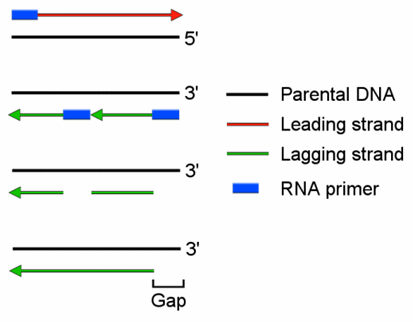 5'
3'
3'
3'
Gap
Parental DNA
Leading strand
Lagging strand
RNA primer